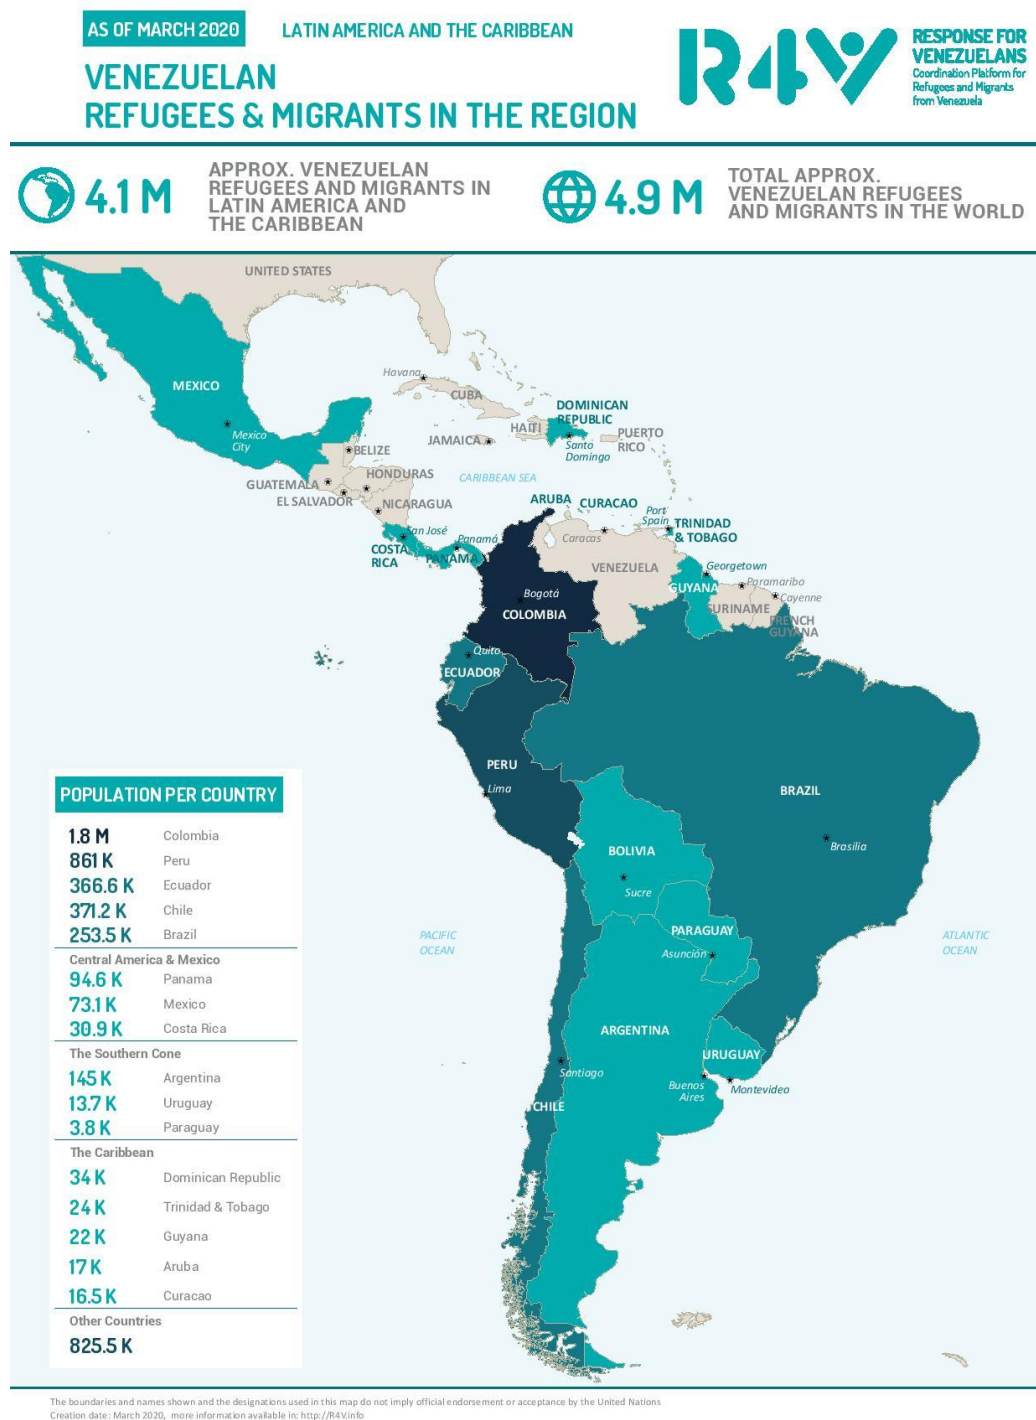 AS OF MARCH 2020
LATIN AMERICA AND THE CARIBBEAN
VENEZUELAN
REFUGEES & MIGRANTS IN THE REGION
R4V
RESPONSE FOR
VENEZUELANS
Coordination Platform for
Refugees and Migrants
from Venezuela
4.1 M
APPROX. VENEZUELAN
REFUGEES AND MIGRANTS IN
LATIN AMERICA AND
THE CARIBBEAN
4.9 M
TOTAL APPROX.
VENEZUELAN REFUGEES
AND MIGRANTS IN THE WORLD
UNITED STATES
MEXICO
Mexico
City
Havana
CUBA
DOMINICAN
REPUBLIC
HAITI
JAMAICA
Santo
Domingo
PUERTO
RICO
BELIZE
HONDURAS
GUATEMALA
EL SALVADOR
NICARAGUA
CARIBBEAN SEA
ARUBA
CURACAO
Port
Spain
TRINIDAD
& TOBAGO
San José
COSTA
RICA
Panamá
PANAMA
Caracas
VENEZUELA
Georgetown
GUYANA
Paramaribo
SURINAME
Cayenne
FRENCH
GUYANA
Bogotá
COLOMBIA
Quito
ECUADOR
PERU
Lima
BRAZIL
Brasilia
BOLIVIA
Sucre
PARAGUAY
Asunción
PACIFIC
OCEAN
ATLANTIC
OCEAN
ARGENTINA
URUGUAY
Santiago
Buenos
Aires
Montevideo
CHILE
POPULATION PER COUNTRY
1.8 M Colombia
861 K Peru
366.6 K Ecuador
371.2 K Chile
253.5 K Brazil
Central America & Mexico
94.6 K Panama
73.1 K Mexico
30.9 K Costa Rica
The Southern Cone
145 K Argentina
13.7 K Uruguay
3.8 K Paraguay
The Caribbean
34 K Dominican Republic
24 K Trinidad & Tobago
22 K Guyana
17 K Aruba
16.5 K Curacao
Other Countries
825.5 K
The boundaries and names shown and the designations used in this map do not imply official endorsement or acceptance by the United Nations
Creation date: March 2020, more information available in: http://R4V.info